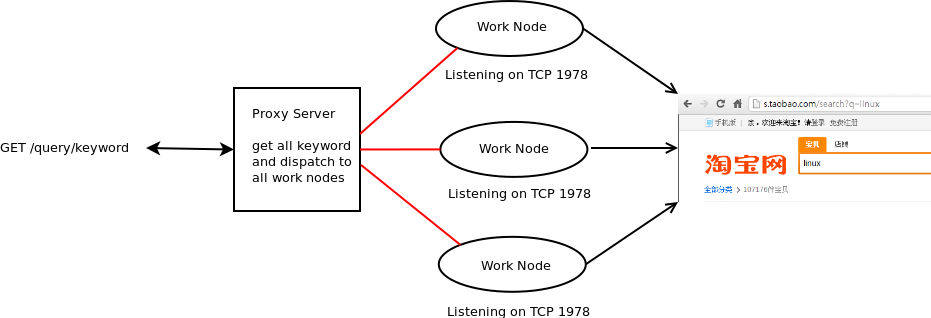 GET /query/keyword
Proxy Server
get all keyword
and dispatch to
all work nodes
Work Node
Listening on TCP 1978
Work Node
Listening on TCP 1978
Work Node
Listening on TCP 1978
s.taobao.com/search?q=linux
手机版 | 欢迎来淘宝! 请登录 免费注册
宝贝 店铺
淘宝网
linux
全部分类 > 107176件宝贝